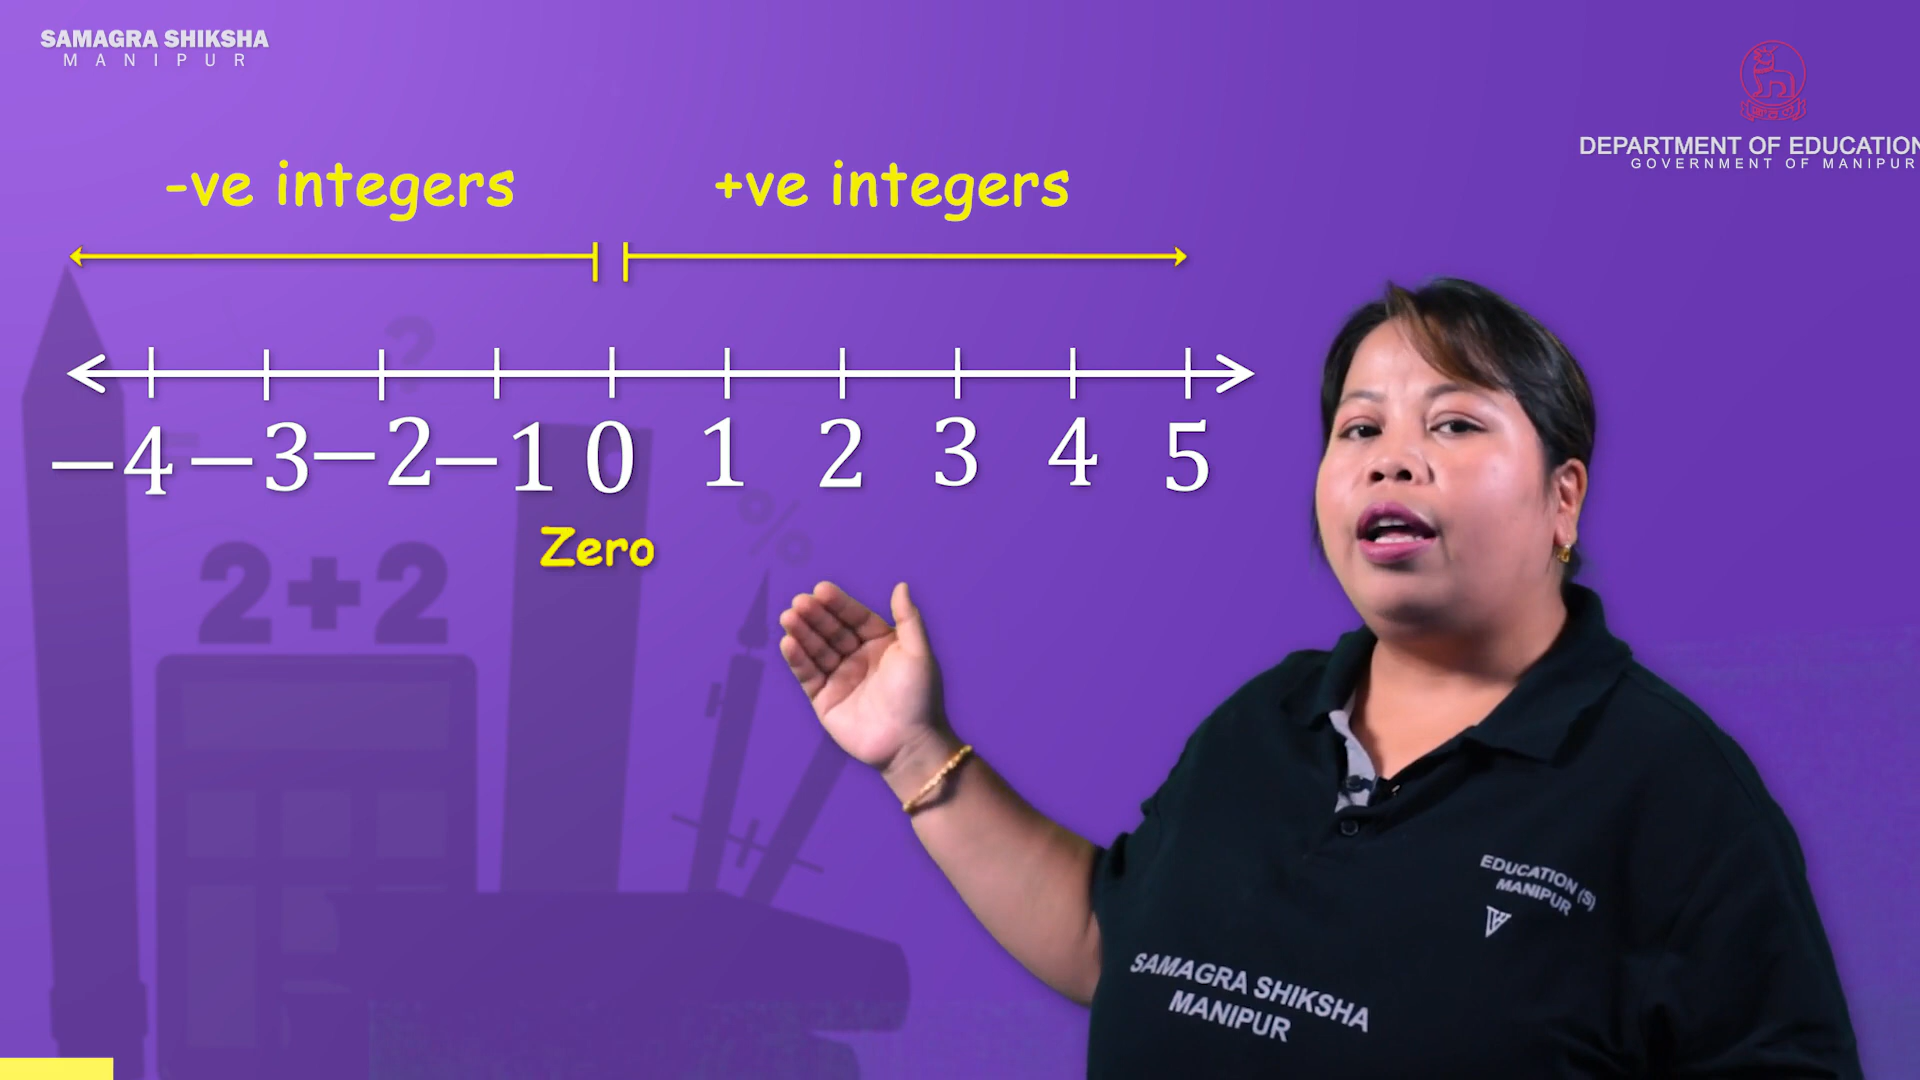 SAMAGRA SHIKSHA
MANIPUR
DEPARTMENT OF EDUCATION
GOVERNMENT OF MANIPUR
-ve integers
+ve integers
−4 −3 −2 −1 0 1 2 3 4 5
Zero
?
%
2+2
EDUCATION (S)
MANIPUR
SAMAGRA SHIKSHA
MANIPUR